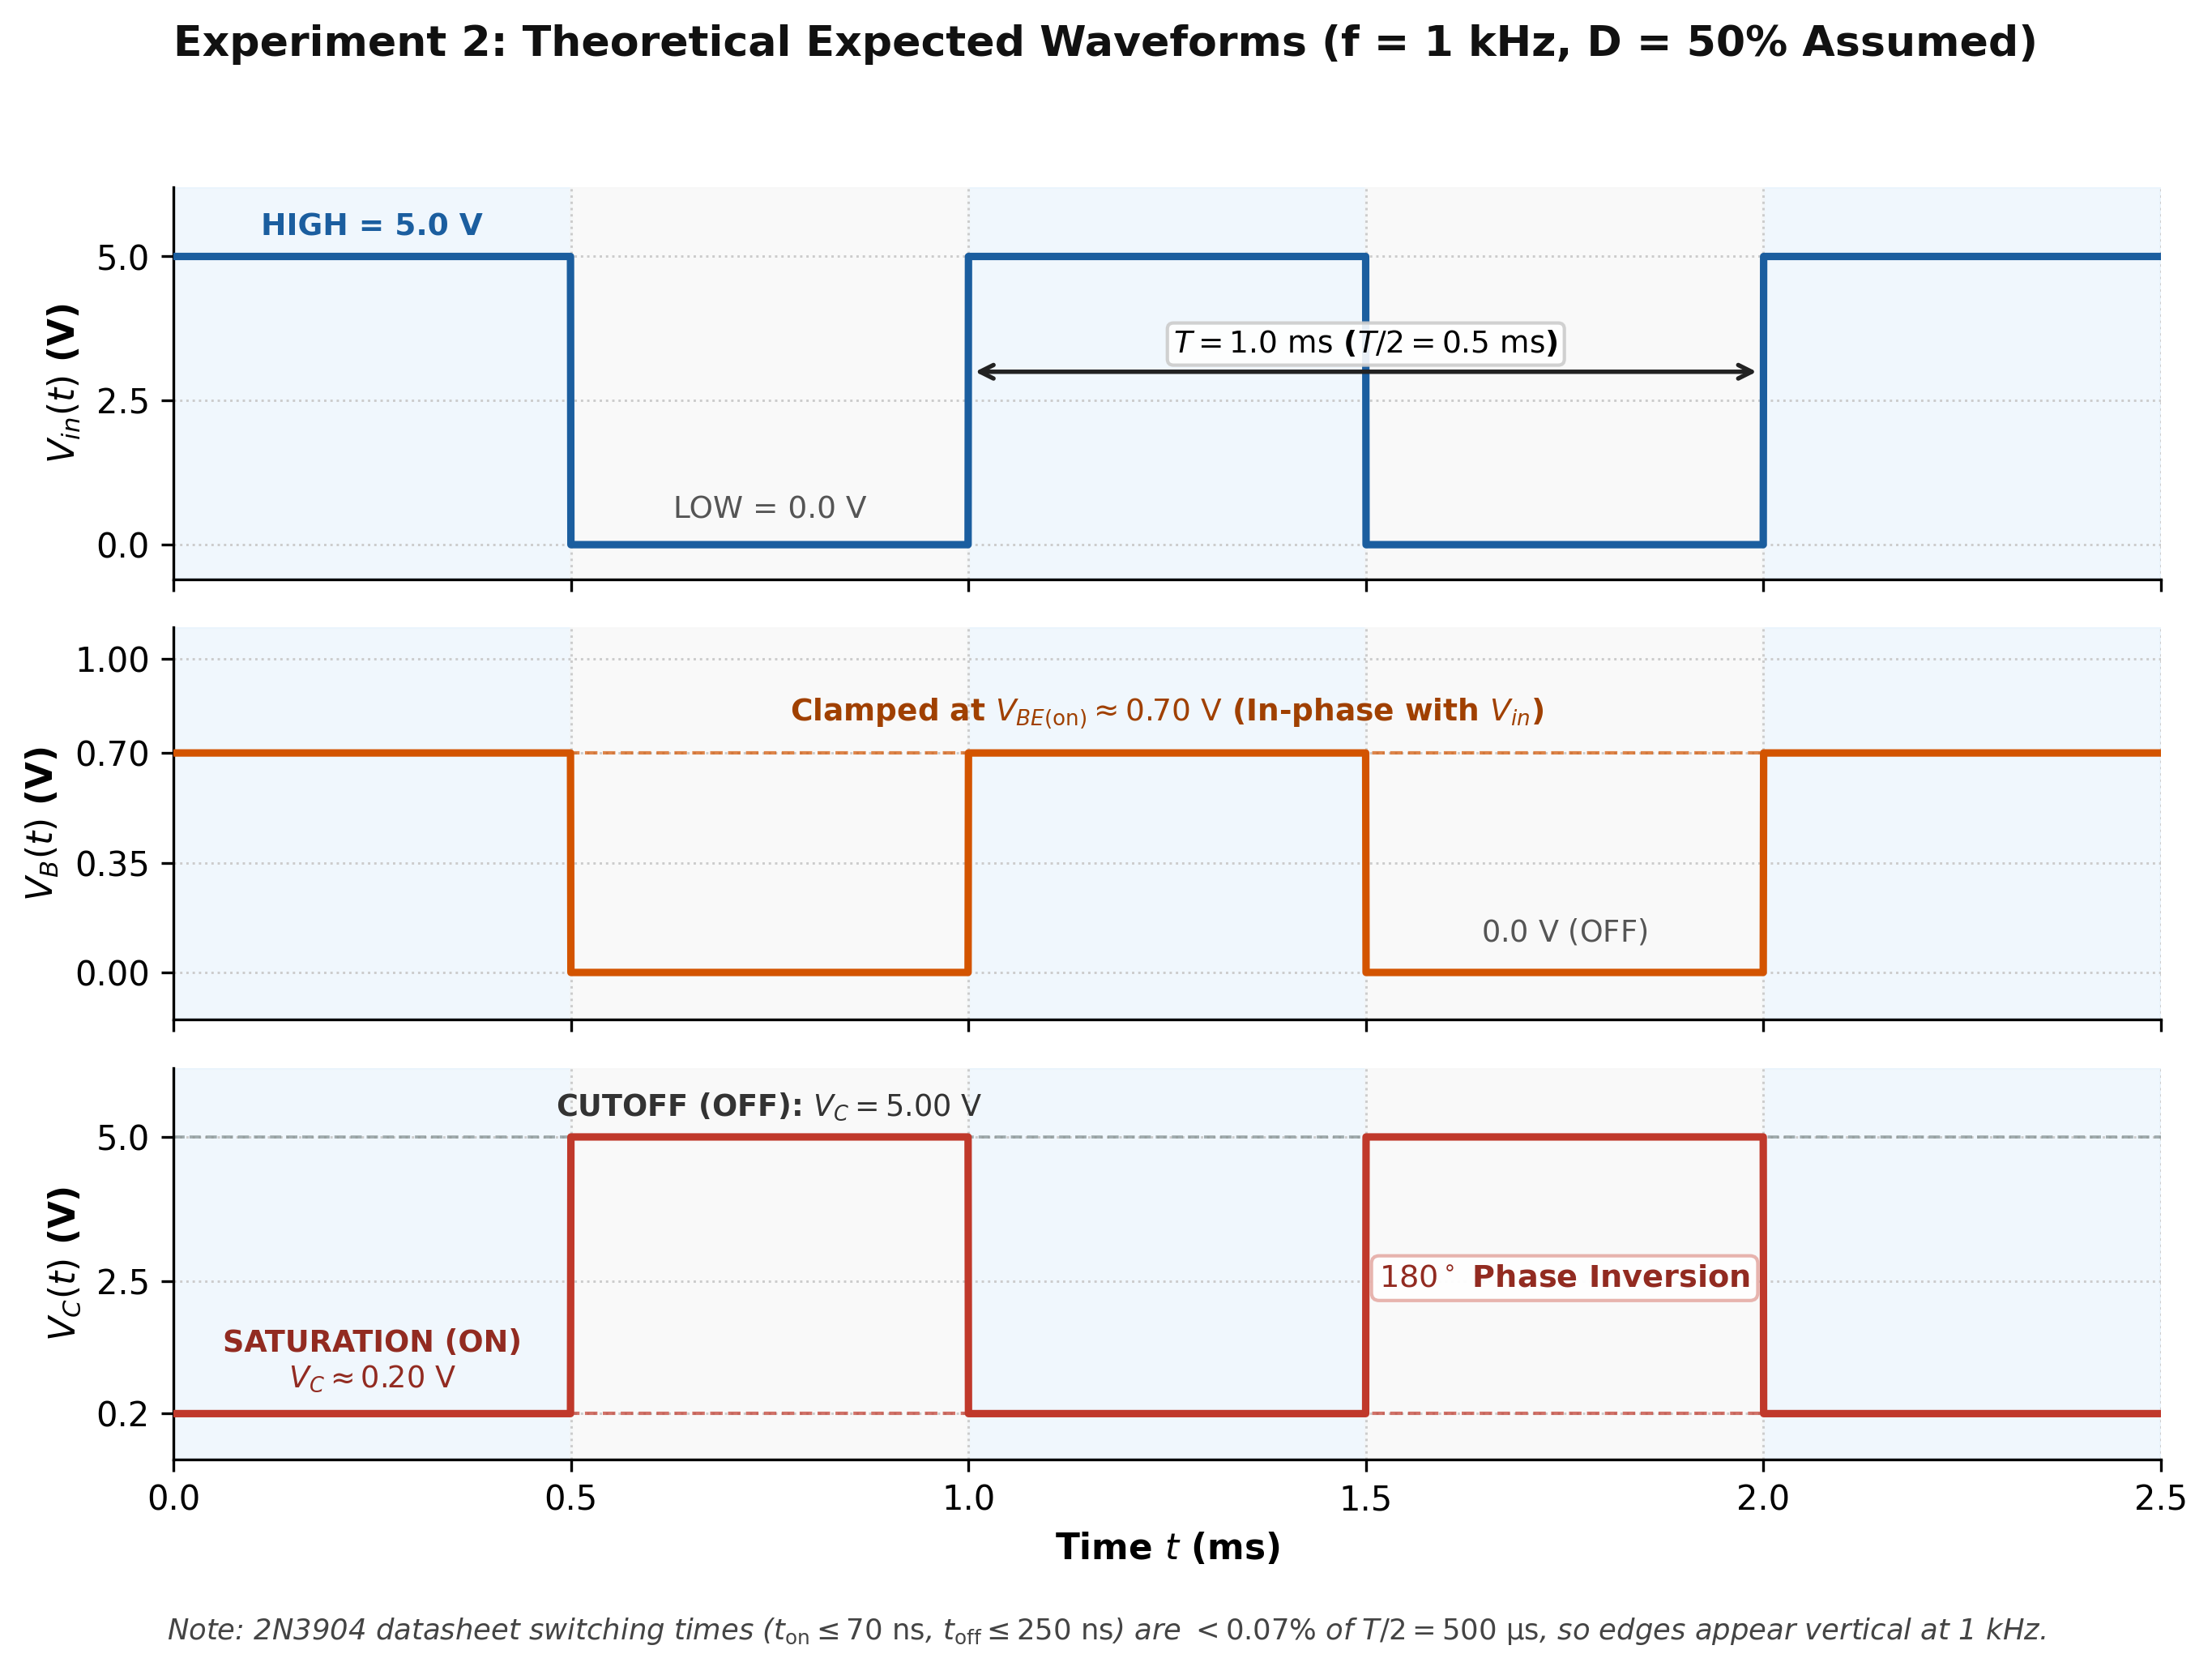 Experiment 2: Theoretical Expected Waveforms (f = 1 kHz, D = 50% Assumed)
HIGH = 5.0 V
5.0
T = 1.0 ms (T/2 = 0.5 ms)
V_in(t) (V)
2.5
LOW = 0.0 V
0.0
1.00
Clamped at V_BE(on) ≈ 0.70 V (In-phase with V_in)
0.70
V_B(t) (V)
0.35
0.0 V (OFF)
0.00
CUTOFF (OFF): V_C = 5.00 V
5.0
V_C(t) (V)
2.5
180° Phase Inversion
SATURATION (ON)
V_C ≈ 0.20 V
0.2
0.0 0.5 1.0 1.5 2.0 2.5
Time t (ms)
Note: 2N3904 datasheet switching times (t_on ≤ 70 ns, t_off ≤ 250 ns) are < 0.07% of T/2 = 500 µs, so edges appear vertical at 1 kHz.